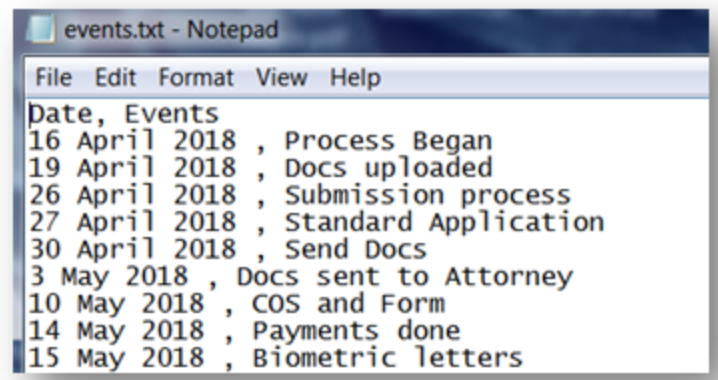 events.txt - Notepad
File Edit Format View Help
Date, Events
16 April 2018 , Process Began
19 April 2018 , Docs uploaded
26 April 2018 , Submission process
27 April 2018 , Standard Application
30 April 2018 , Send Docs
3 May 2018 , Docs sent to Attorney
10 May 2018 , COS and Form
14 May 2018 , Payments done
15 May 2018 , Biometric letters